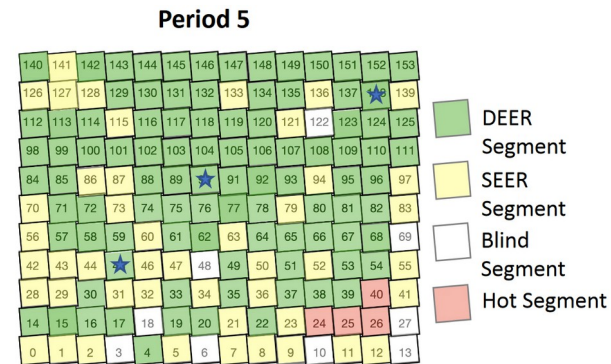 Period 5
140 141 142 143 144 145 146 147 148 149 150 151 152 153
126 127 128 129 130 131 132 133 134 135 136 137 139
112 113 114 115 116 117 118 119 120 121 122 123 124 125
98 99 100 101 102 103 104 105 106 107 108 109 110 111
84 85 86 87 88 89 91 92 93 94 95 96 97
70 71 72 73 74 75 76 77 78 79 80 81 82 83
56 57 58 59 60 61 62 63 64 65 66 67 68 69
42 43 44 46 47 48 49 50 51 52 53 54 55
28 29 30 31 32 33 34 35 36 37 38 39 40 41
14 15 16 17 18 19 20 21 22 23 24 25 26 27
0 1 2 3 4 5 6 7 8 9 10 11 12 13
DEER
Segment
SEER
Segment
Blind
Segment
Hot Segment